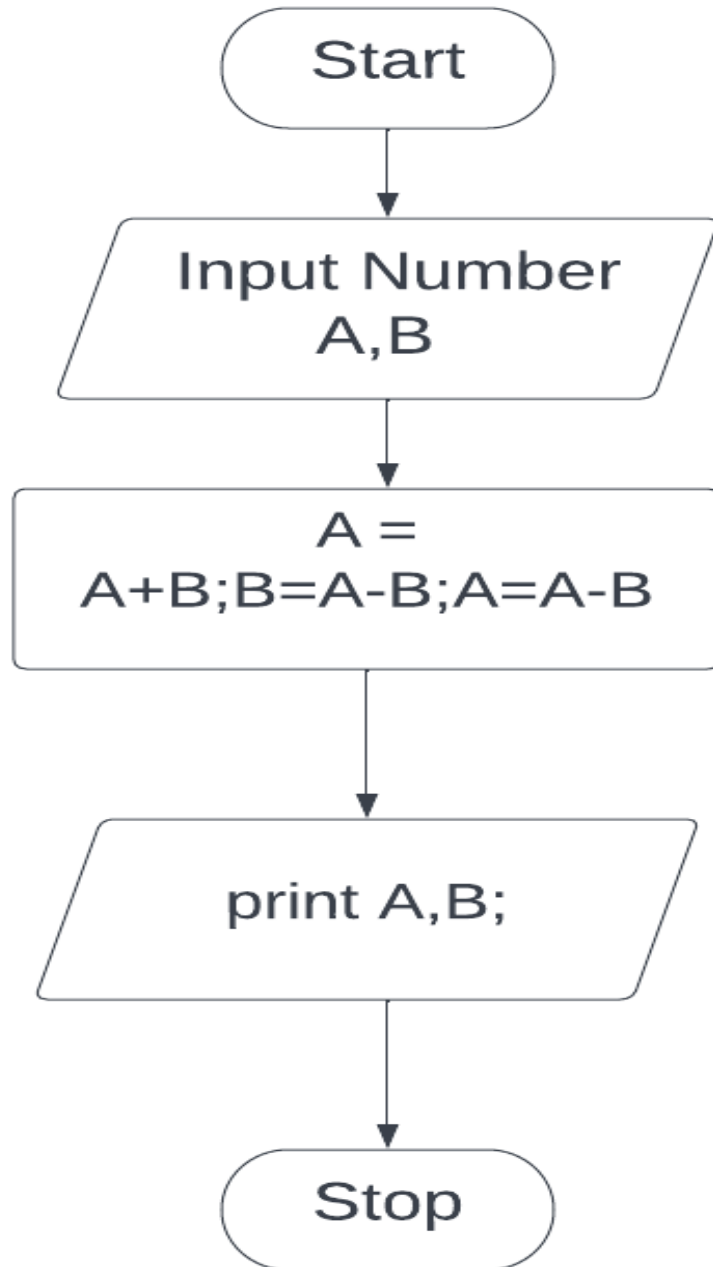 Start
Input Number
A,B
A =
A+B;B=A-B;A=A-B
print A,B;
Stop